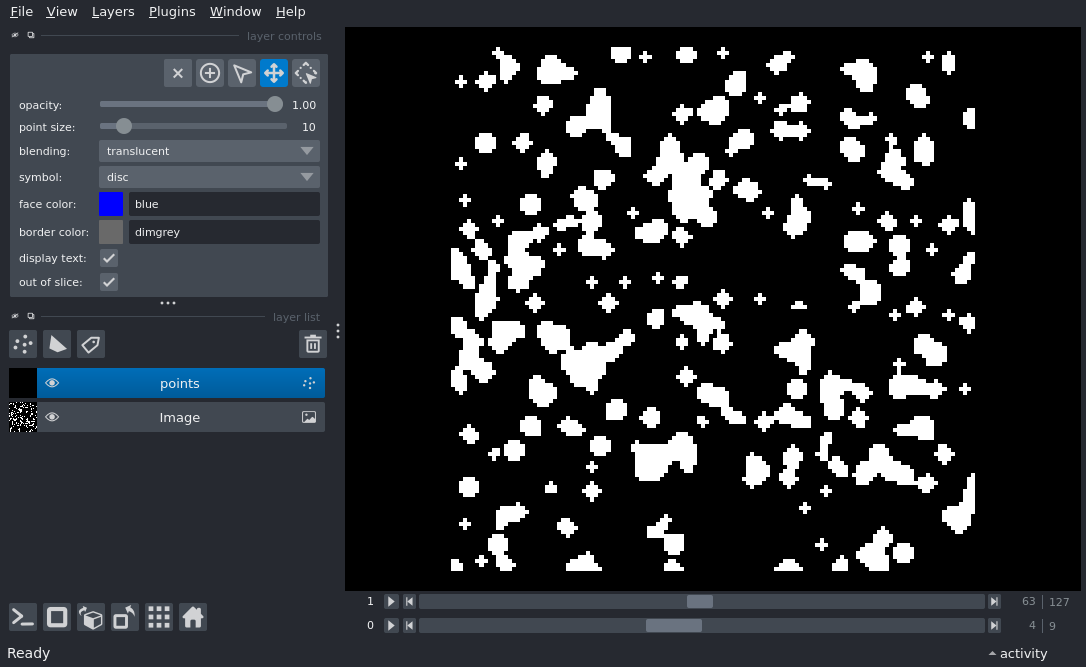 File View Layers Plugins Window Help
layer controls
opacity: 1.00
point size: 10
blending: translucent
symbol: disc
face color: blue
border color: dimgrey
display text:
out of slice:
layer list
points
Image
1 63 127
0 4 9
Ready activity